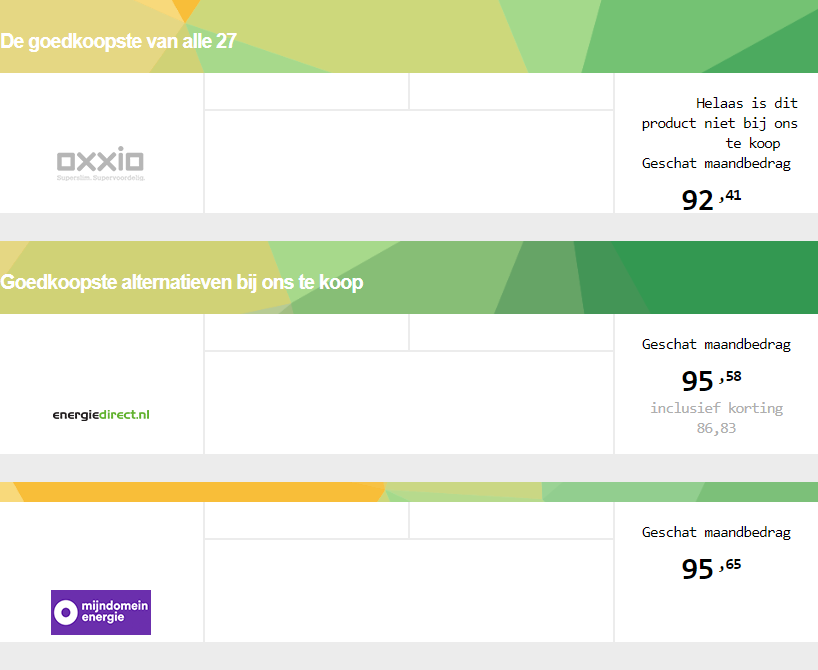 De goedkoopste van alle 27
Helaas is dit
product niet bij ons
te koop
oxxio
Superslim. Supervoordelig.
Geschat maandbedrag
92 ,41
Goedkoopste alternatieven bij ons te koop
Geschat maandbedrag
95 ,58
energiedirect.nl
inclusief korting
86,83
Geschat maandbedrag
95 ,65
mijndomein
energie